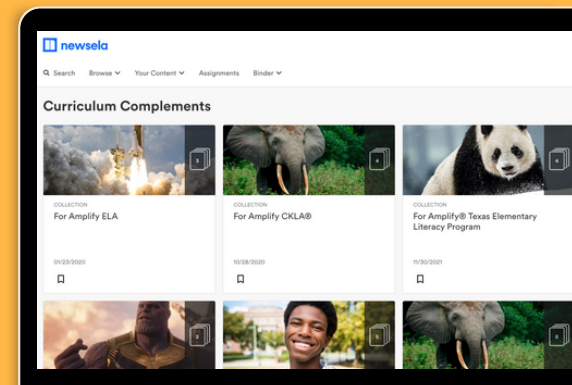 newsela
Search Browse Your Content Assignments Binder
Curriculum Complements
COLLECTION
For Amplify ELA
01/23/2020
COLLECTION
For Amplify CKLA®
10/28/2020
COLLECTION
For Amplify® Texas Elementary
Literacy Program
11/30/2021